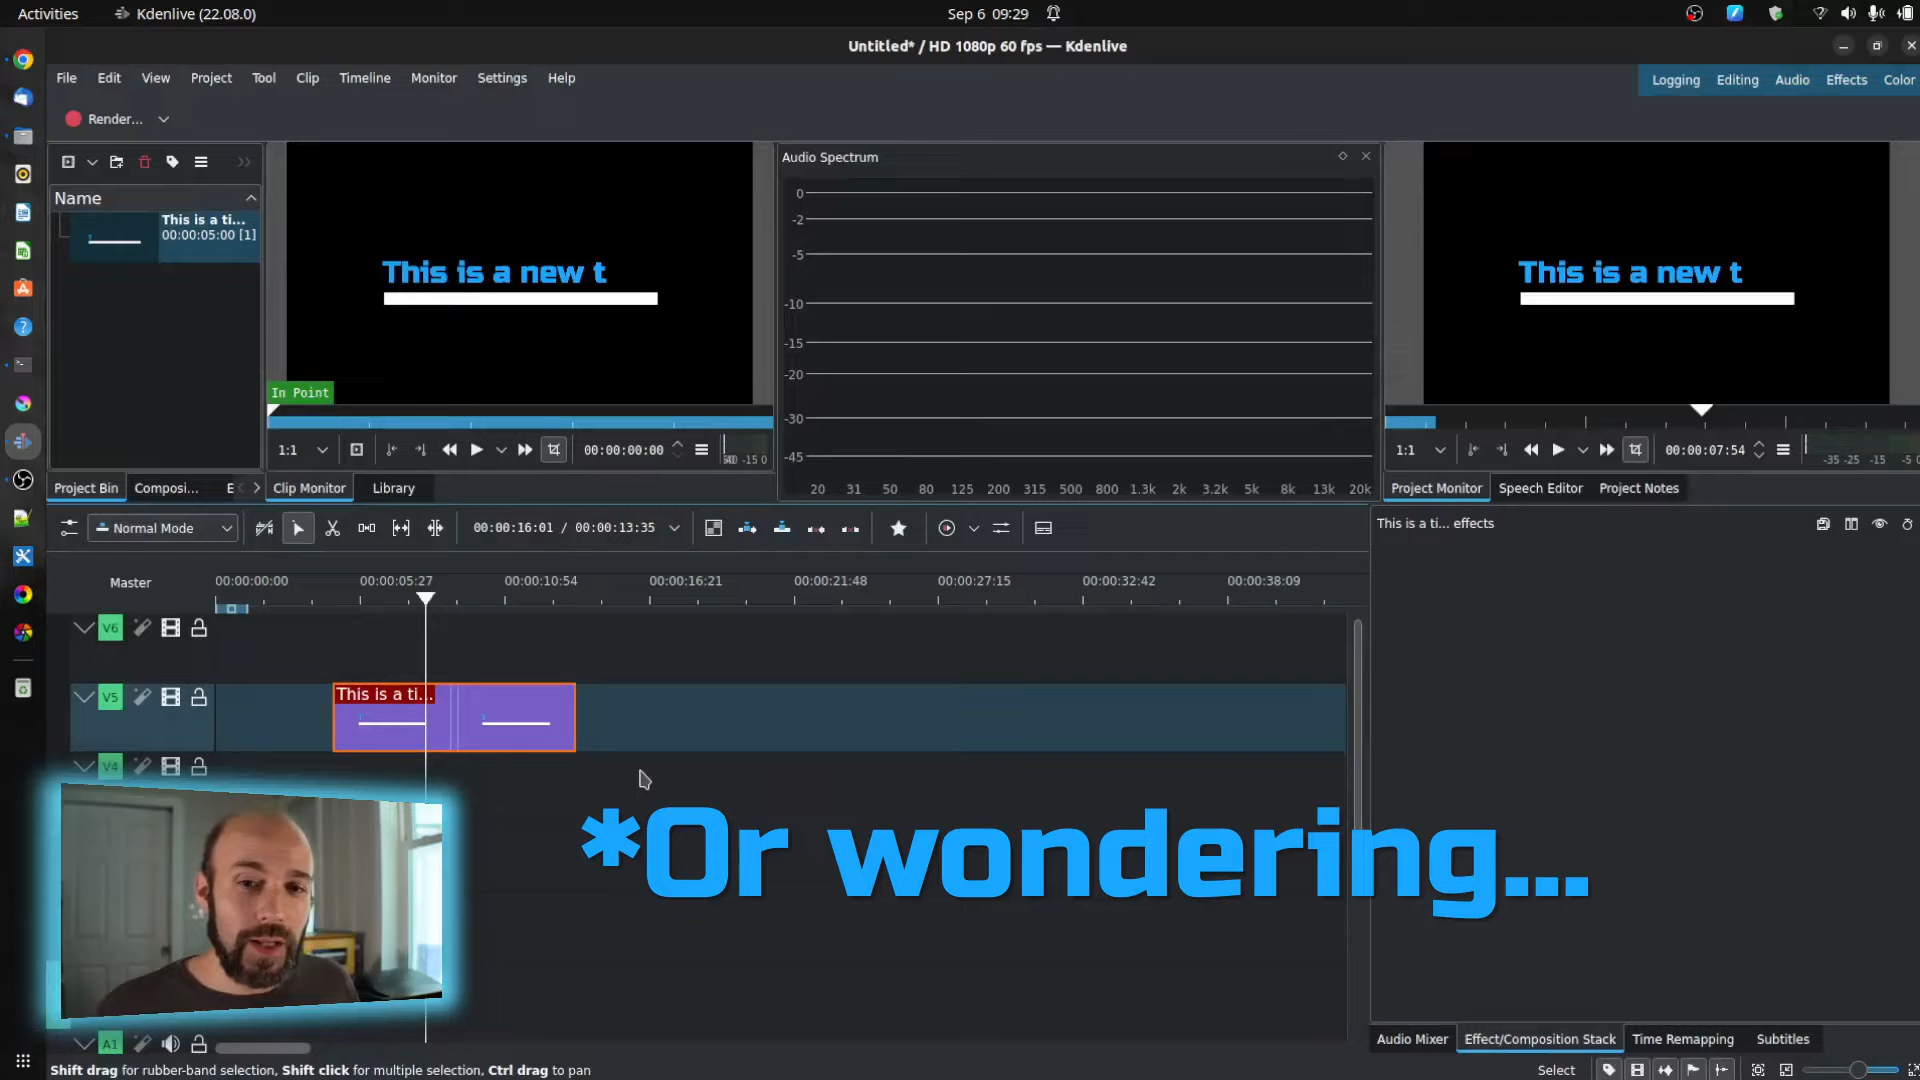 Activities
Kdenlive (22.08.0)
Sep 6 09:29
Untitled* / HD 1080p 60 fps — Kdenlive
File Edit View Project Tool Clip Timeline Monitor Settings Help
Logging Editing Audio Effects Color
Render...
Audio Spectrum
Name
This is a ti...
00:00:05:00 [1]
This is a new t
This is a new t
0
-2
-5
-10
-15
-20
-30
-45
20 31 50 80 125 200 315 500 800 1.3k 2k 3.2k 5k 8k 13k 20k
In Point
1:1
00:00:00:00
-15 0
1:1
00:00:07:54
-35 -25 -15 -5 0
Project Bin
Composi...
E
Clip Monitor
Library
Project Monitor
Speech Editor
Project Notes
Normal Mode
00:00:16:01 / 00:00:13:35
This is a ti... effects
Master
00:00:00:00 00:00:05:27 00:00:10:54 00:00:16:21 00:00:21:48 00:00:27:15 00:00:32:42 00:00:38:09
V6
V5
This is a ti...
V4
*Or wondering...
A1
Audio Mixer
Effect/Composition Stack
Time Remapping
Subtitles
Shift drag for rubber-band selection, Shift click for multiple selection, Ctrl drag to pan
Select